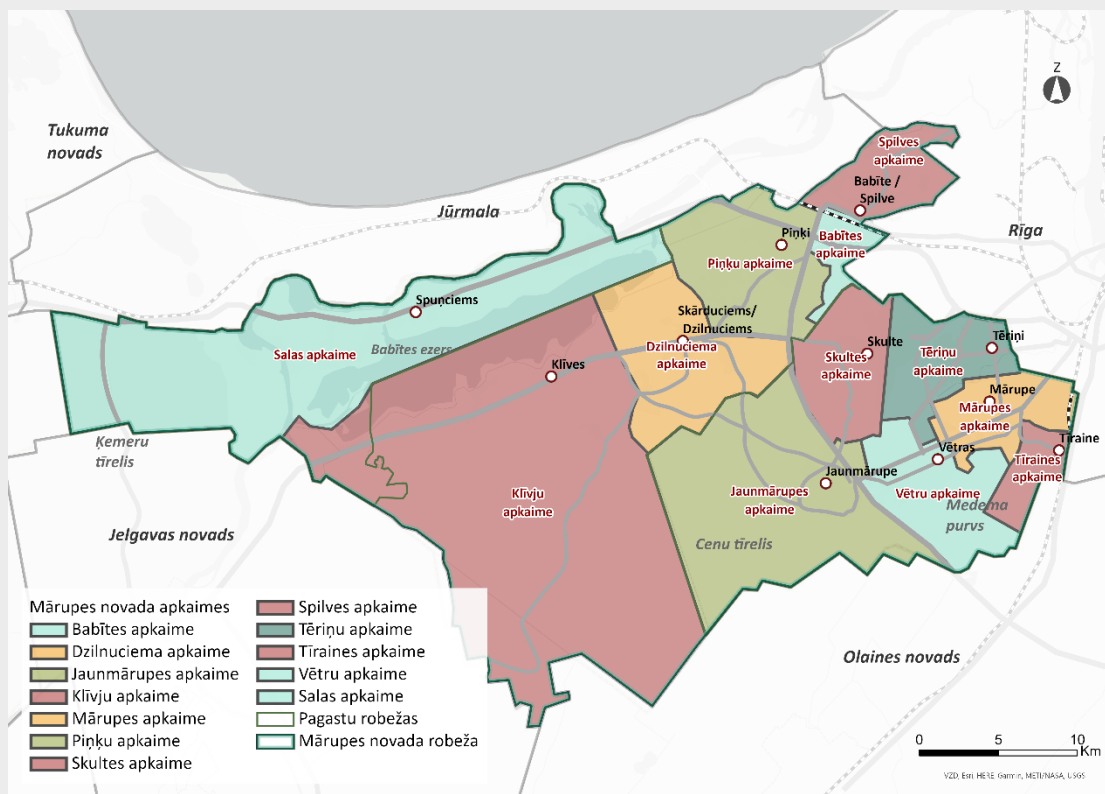 Tukuma
novads
Z
Spilves
apkaime
Babīte /
Spilve
Jūrmala
Rīga
Piņķi
Babītes
apkaime
Piņķu apkaime
Spuņciems
Skārduciems/
Dzilnuciems
Salas apkaime
Babītes ezers
Dzilnuciema
apkaime
Skulte
Tēriņi
Skultes
apkaime
Tēriņu
apkaime
Klīves
Mārupe
Mārupes
apkaime
Ķemeru
tīrelis
Vētras
Tīraine
Tīraines
apkaime
Jaunmārupe
Klīvju
apkaime
Jaunmārupes
apkaime
Vētru apkaime
Medema
purvs
Jelgavas novads
Cenu tīrelis
Olaines novads
Mārupes novada apkaimes
Babītes apkaime
Dzilnuciema apkaime
Jaunmārupes apkaime
Klīvju apkaime
Mārupes apkaime
Piņķu apkaime
Skultes apkaime
Spilves apkaime
Tēriņu apkaime
Tīraines apkaime
Vētru apkaime
Salas apkaime
Pagastu robežas
Mārupes novada robeža
0 5 10
Km
VZD, Esri, HERE, Garmin, METI/NASA, USGS